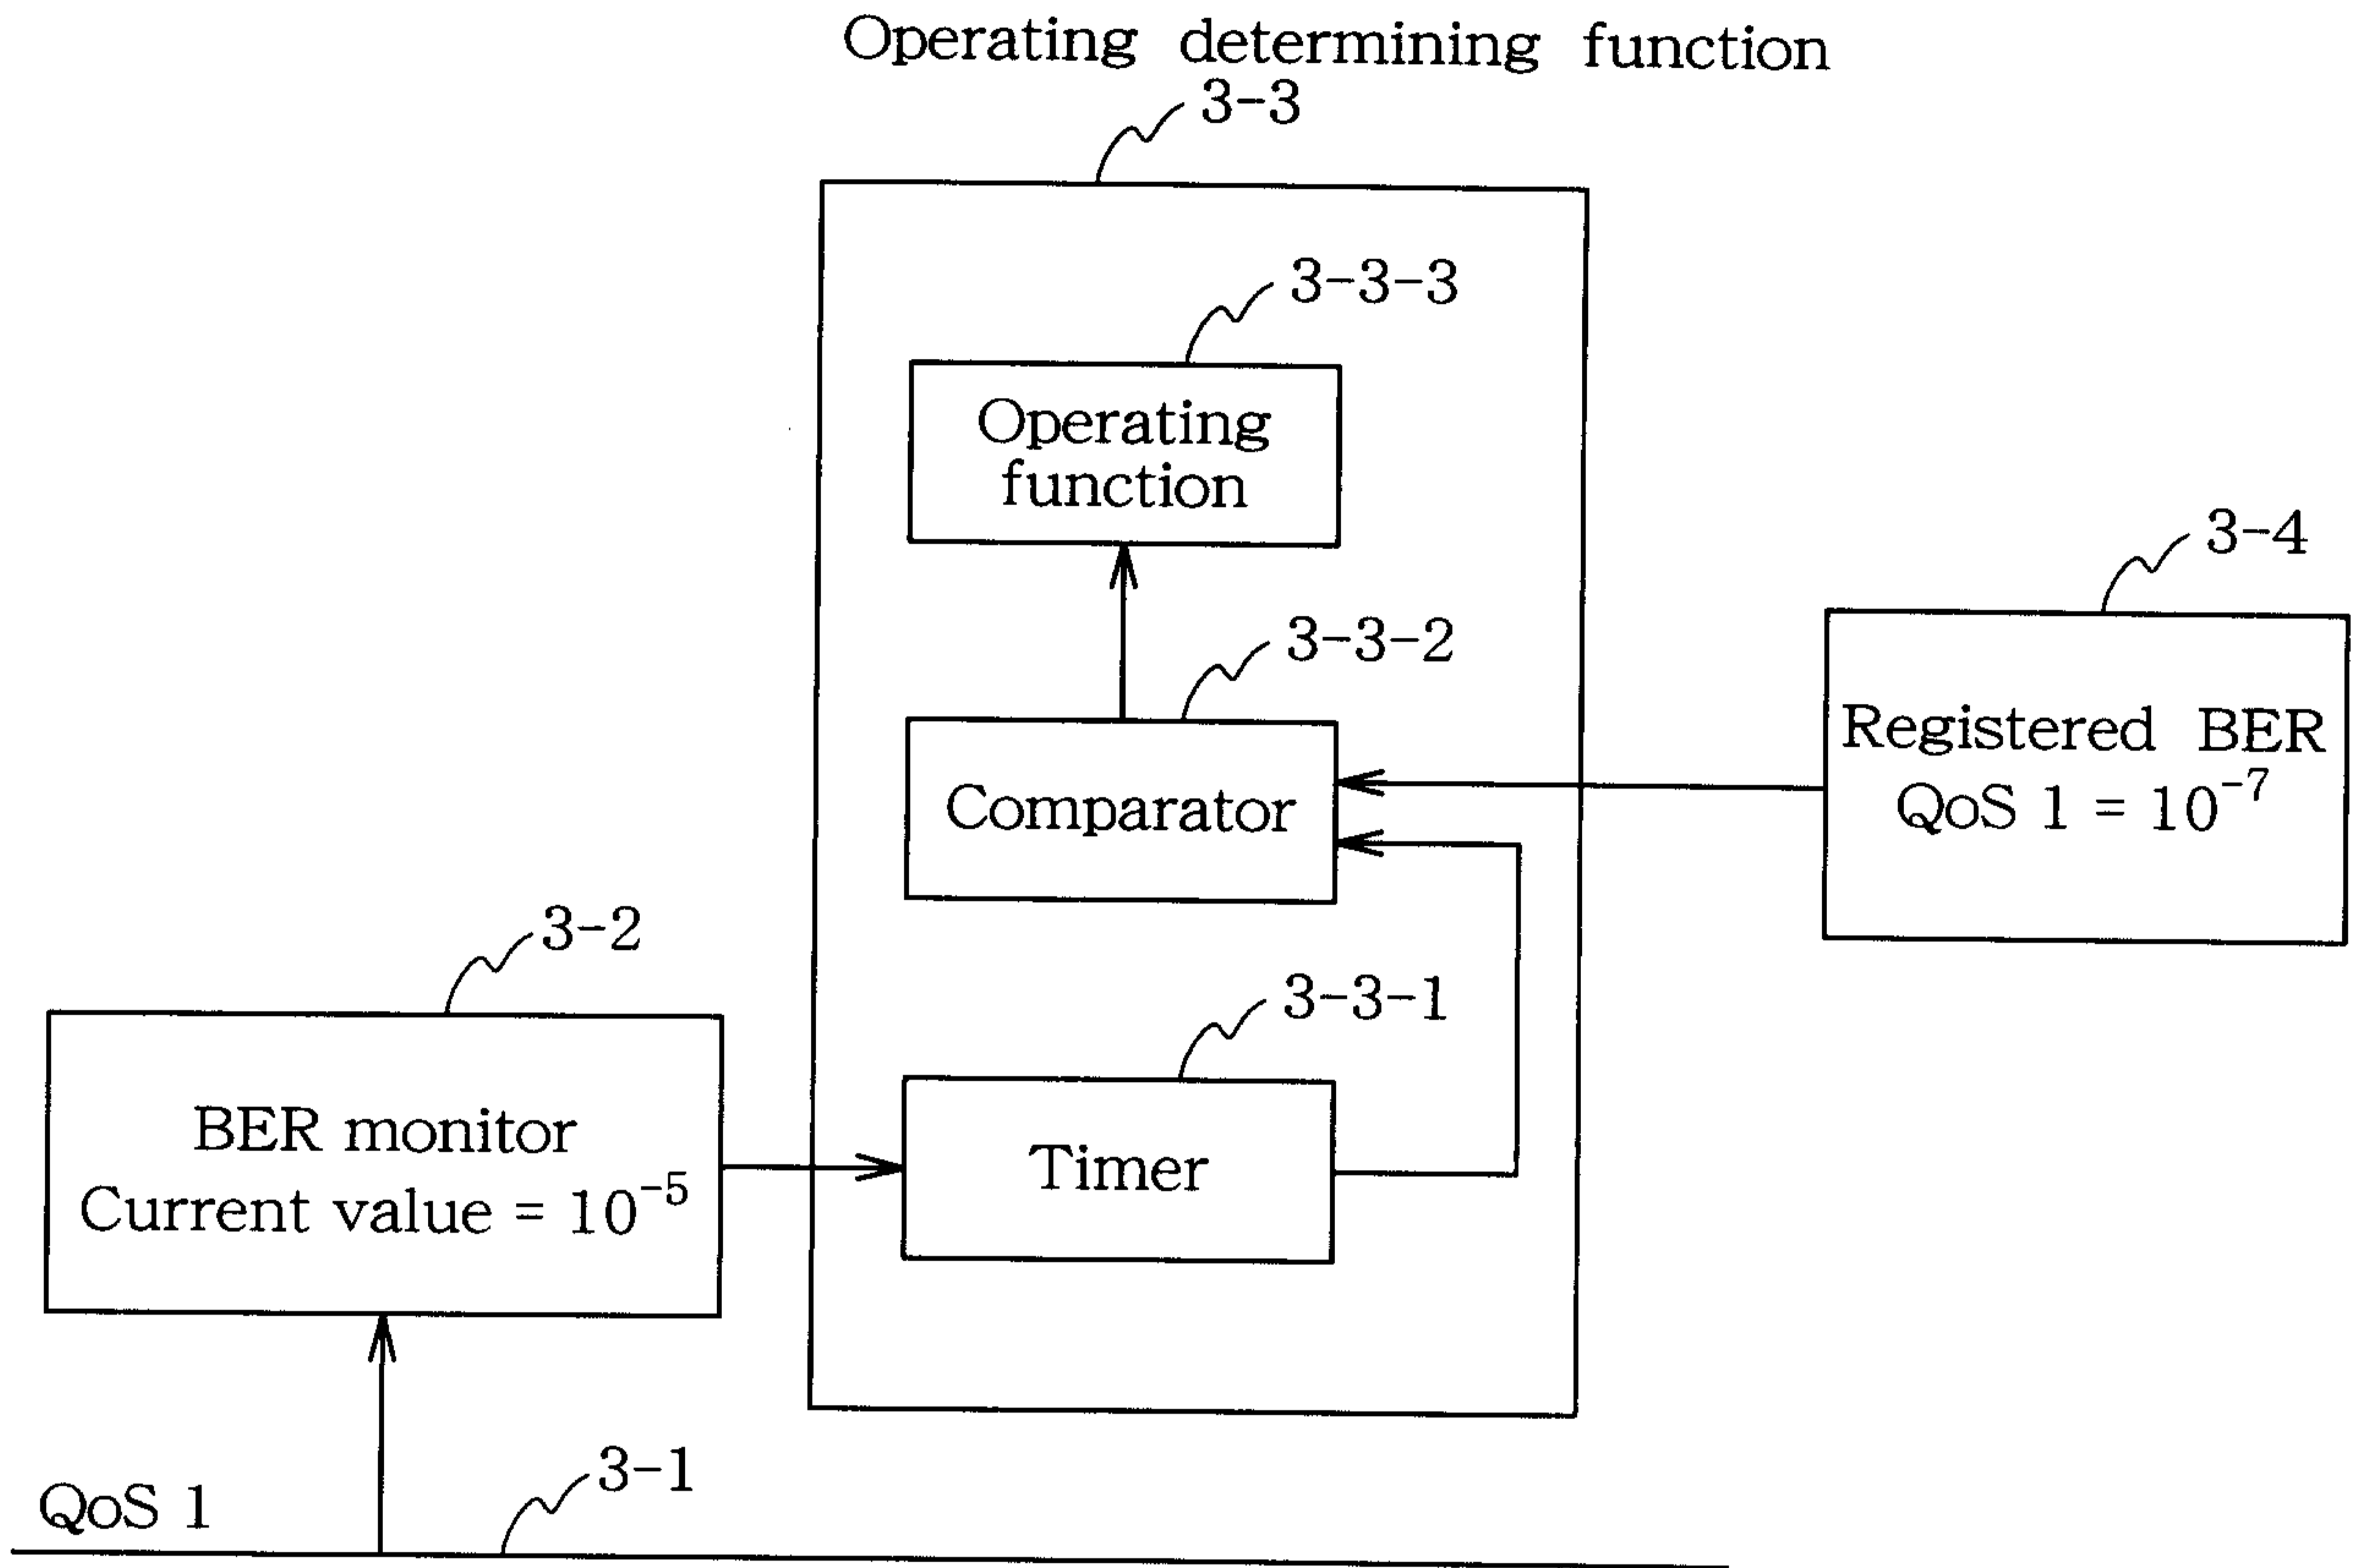 Operating determining function
3-3
3-3-3
Operating
function
3-4
3-3-2
Registered BER
QoS 1 = 10⁻⁷
Comparator
3-2
3-3-1
BER monitor
Current value = 10⁻⁵
Timer
3-1
QoS 1